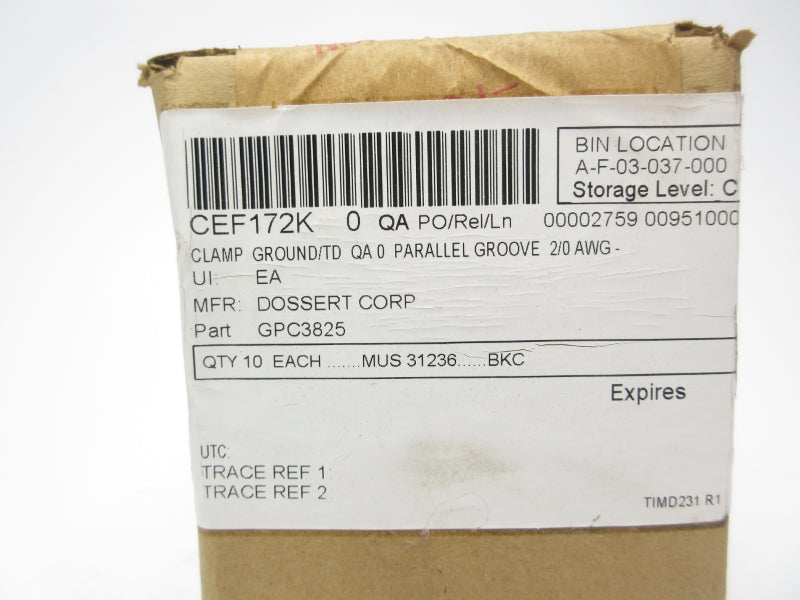 BIN LOCATION
A-F-03-037-000
Storage Level: C
CEF172K 0 QA PO/Rel/Ln 00002759 00951000
CLAMP GROUND/TD QA 0 PARALLEL GROOVE 2/0 AWG -
UI: EA
MFR: DOSSERT CORP
Part GPC3825
QTY 10 EACH .......MUS 31236......BKC
Expires
UTC:
TRACE REF 1:
TRACE REF 2.
TIMD231 R1